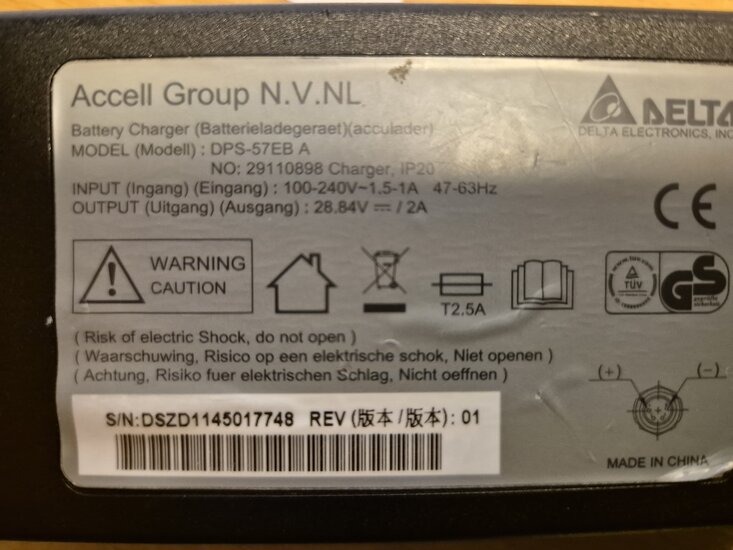 Accell Group N.V.NL
DELTA
DELTA ELECTRONICS, INC
Battery Charger (Batterieladegeraet)(acculader)
MODEL (Modell) : DPS-57EB A
NO: 29110898 Charger, IP20
INPUT (Ingang) (Eingang) : 100-240V~1.5-1A 47-63Hz
OUTPUT (Uitgang) (Ausgang) : 28.84V ⎓ / 2A
CE
WARNING
CAUTION
T2.5A
TÜV
GS
geprüfte
Sicherheit
( Risk of electric Shock, do not open )
( Waarschuwing, Risico op een elektrische schok, Niet openen )
( Achtung, Risiko fuer elektrischen Schlag, Nicht oeffnen )
(+) (-)
S/N:DSZD1145017748 REV (版本/版本): 01
MADE IN CHINA